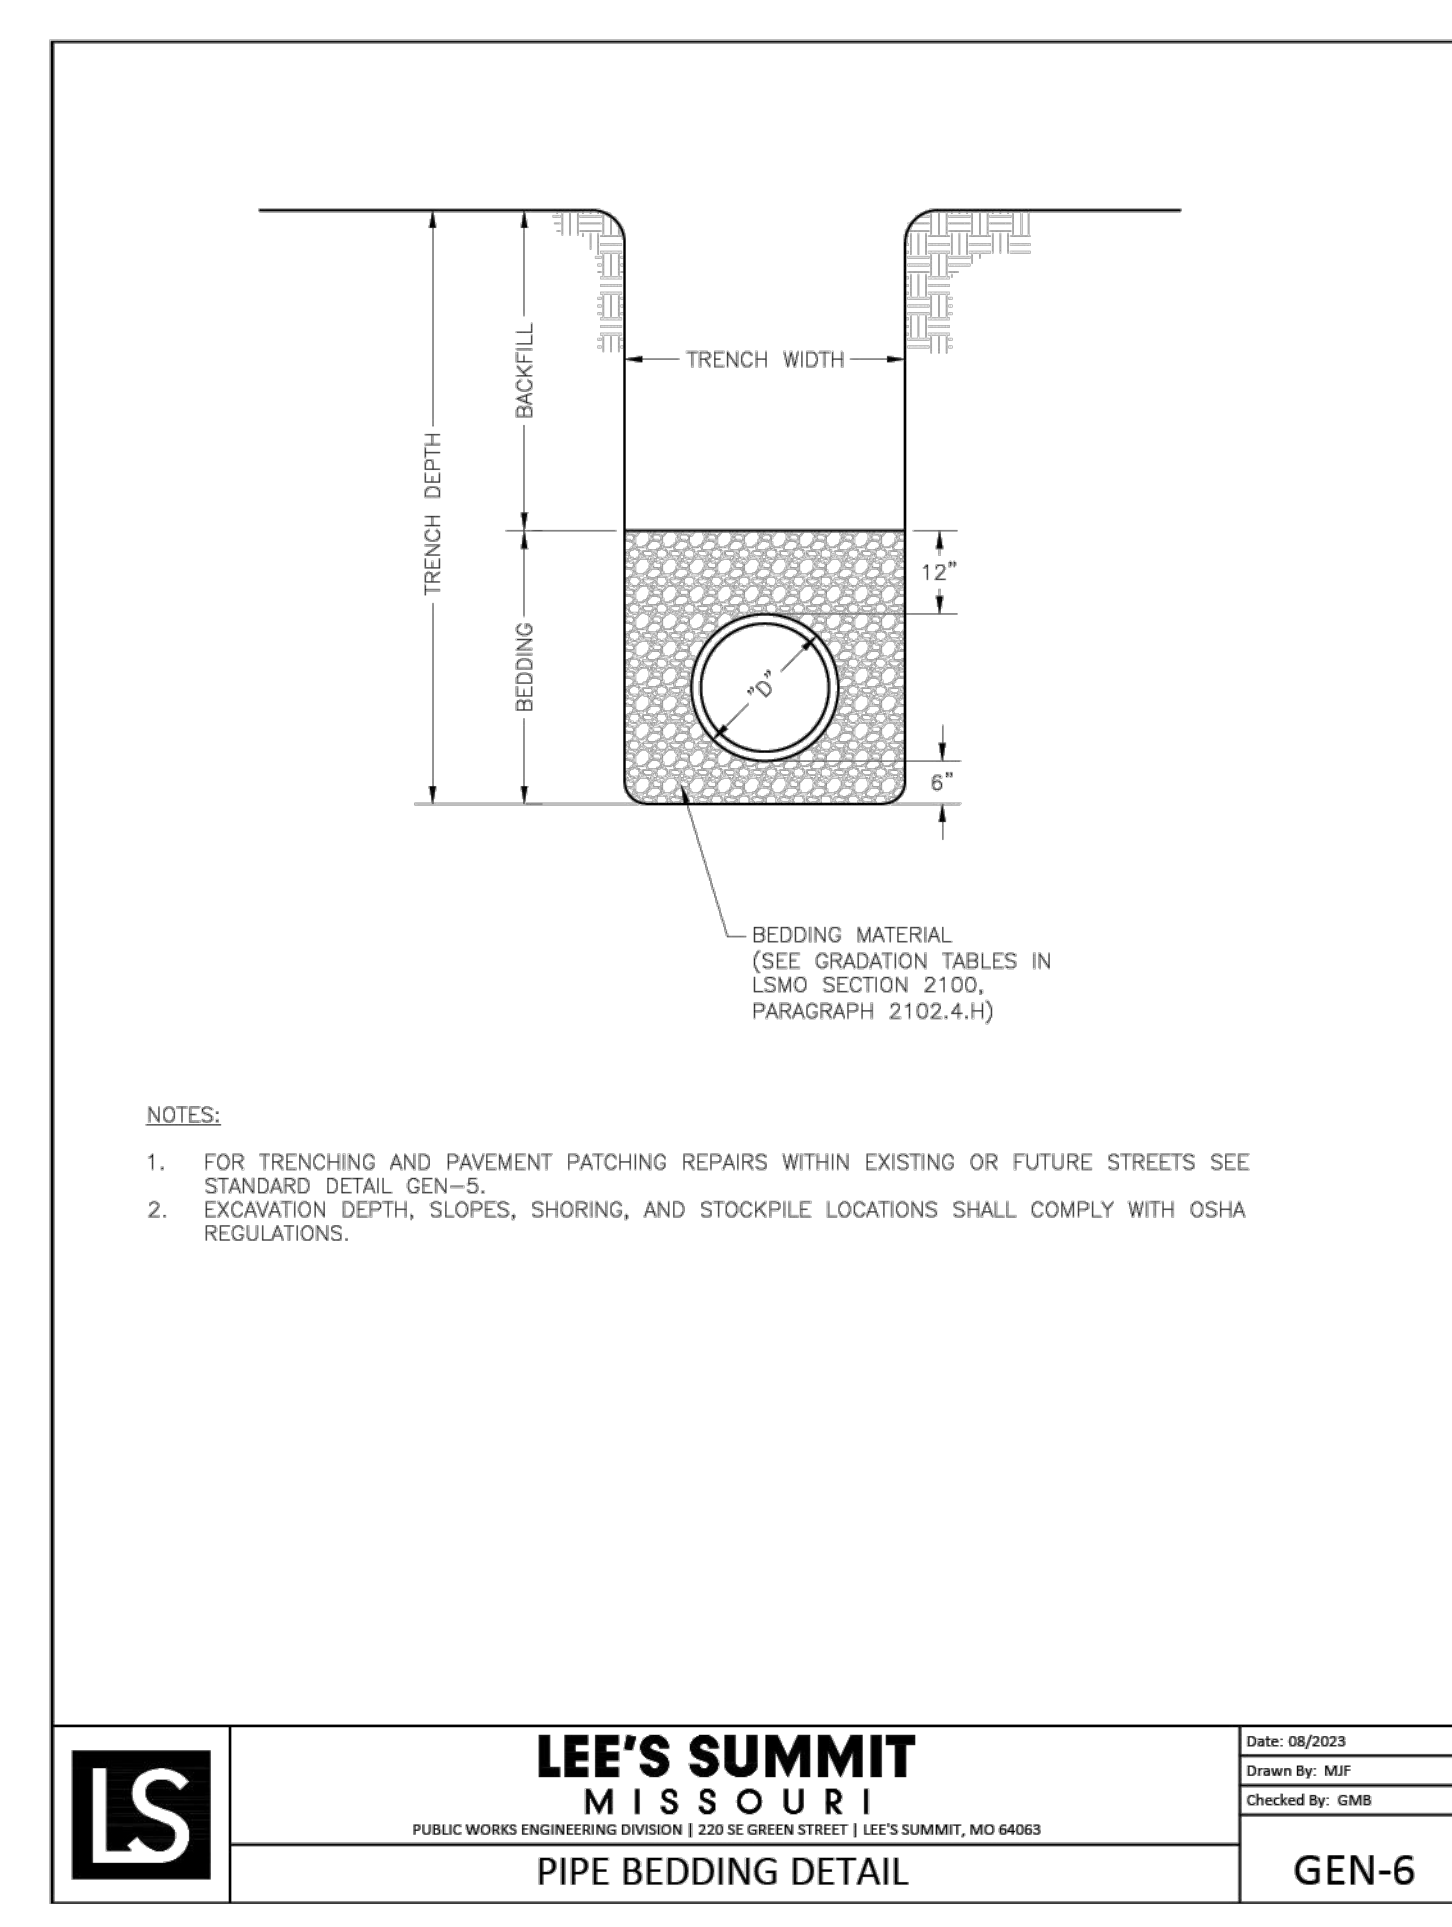 TRENCH DEPTH
BACKFILL
TRENCH WIDTH
BEDDING
12”
”D”
6”
BEDDING MATERIAL
(SEE GRADATION TABLES IN
LSMO SECTION 2100,
PARAGRAPH 2102.4.H)
NOTES:
1. FOR TRENCHING AND PAVEMENT PATCHING REPAIRS WITHIN EXISTING OR FUTURE STREETS SEE
STANDARD DETAIL GEN–5.
2. EXCAVATION DEPTH, SLOPES, SHORING, AND STOCKPILE LOCATIONS SHALL COMPLY WITH OSHA
REGULATIONS.
LS
LEE'S SUMMIT
MISSOURI
PUBLIC WORKS ENGINEERING DIVISION | 220 SE GREEN STREET | LEE'S SUMMIT, MO 64063
PIPE BEDDING DETAIL
Date: 08/2023
Drawn By: MJF
Checked By: GMB
GEN-6